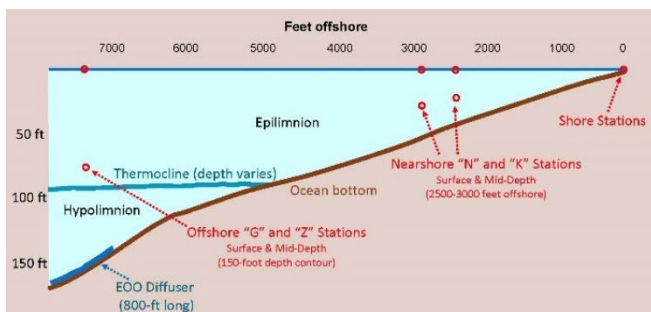 Feet offshore
7000 6000 5000 4000 3000 2000 1000 0
50 ft
Epilimnion
Shore Stations
Thermocline (depth varies)
Nearshore "N" and "K" Stations
Surface & Mid-Depth
(2500-3000 feet offshore)
100 ft
Ocean bottom
Hypolimnion
Offshore "G" and "Z" Stations
Surface & Mid-Depth
(150-foot depth contour)
150 ft
EOO Diffuser
(800-ft long)